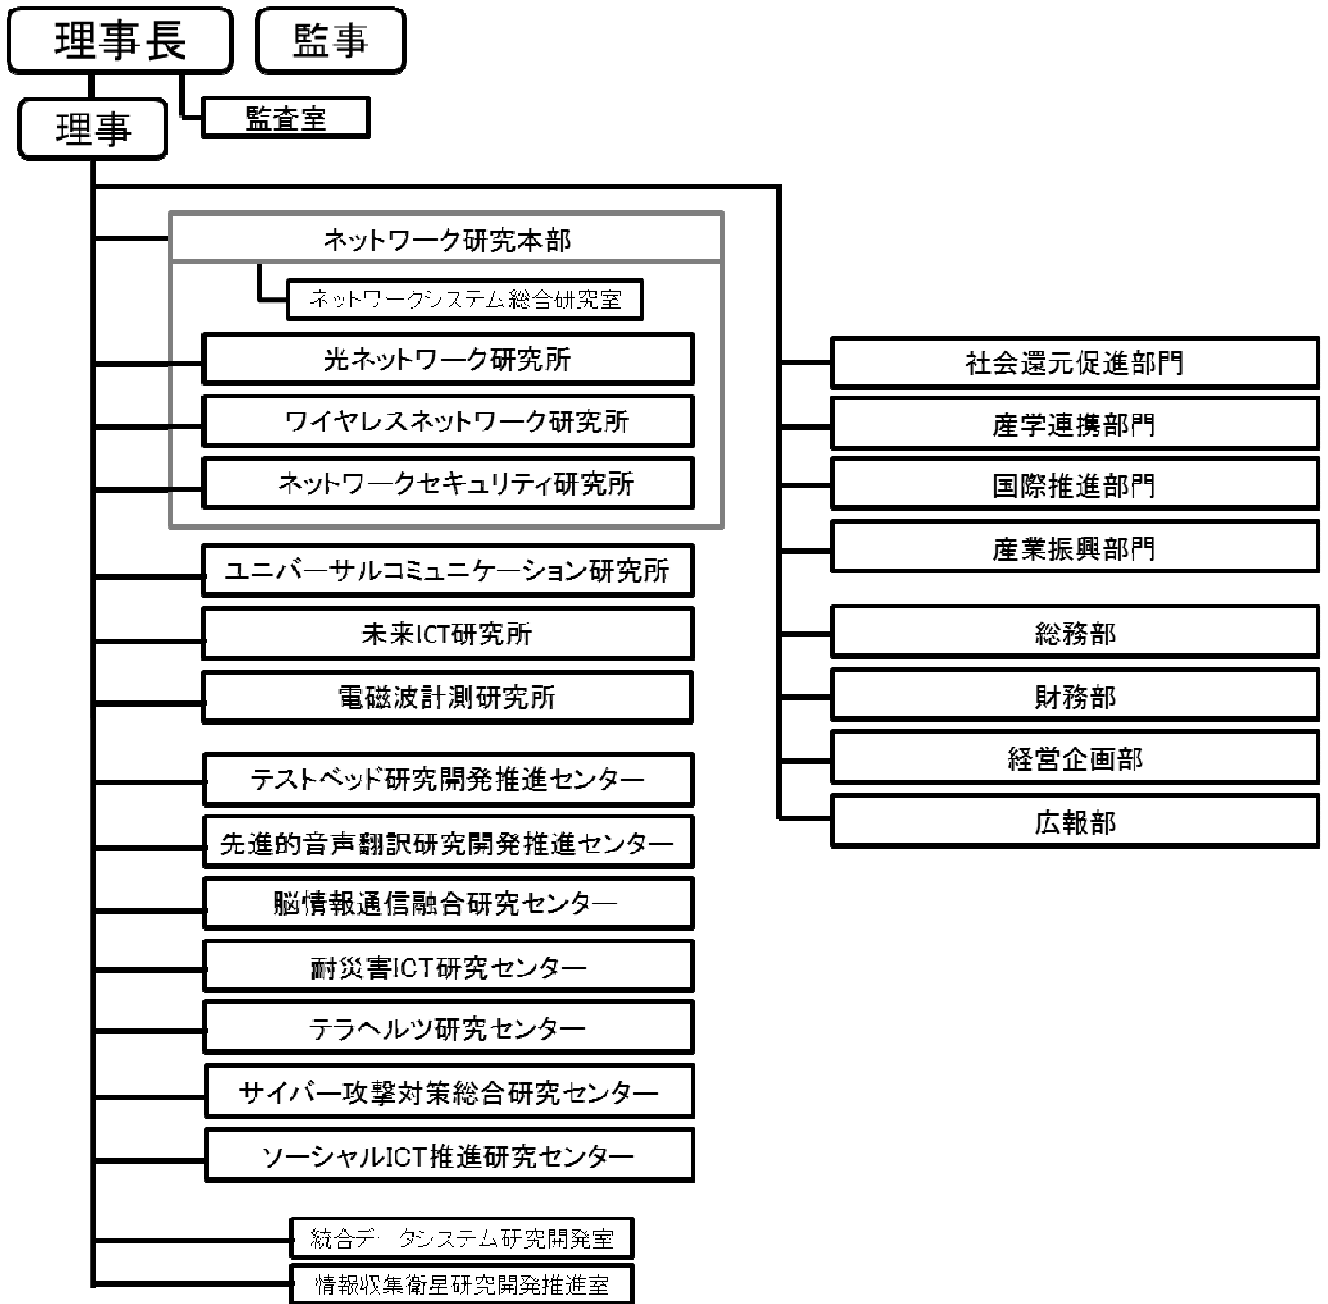 理事長
監事
理事
監査室
ネットワーク研究本部
ネットワークシステム総合研究室
光ネットワーク研究所
ワイヤレスネットワーク研究所
ネットワークセキュリティ研究所
ユニバーサルコミュニケーション研究所
未来ICT研究所
電磁波計測研究所
テストベッド研究開発推進センター
先進的音声翻訳研究開発推進センター
脳情報通信融合研究センター
耐災害ICT研究センター
テラヘルツ研究センター
サイバー攻撃対策総合研究センター
ソーシャルICT推進研究センター
統合データシステム研究開発室
情報収集衛星研究開発推進室
社会還元促進部門
産学連携部門
国際推進部門
産業振興部門
総務部
財務部
経営企画部
広報部